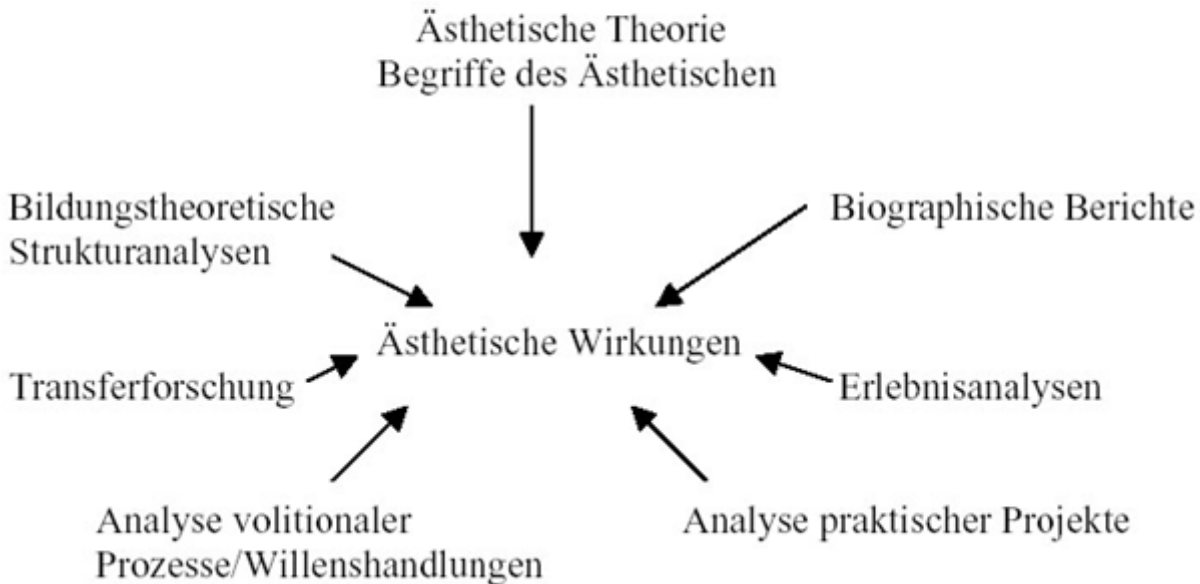 Ästhetische Theorie
Begriffe des Ästhetischen
Bildungstheoretische
Strukturanalysen
Biographische Berichte
Ästhetische Wirkungen
Transferforschung
Erlebnisanalysen
Analyse volitionaler
Prozesse/Willenshandlungen
Analyse praktischer Projekte